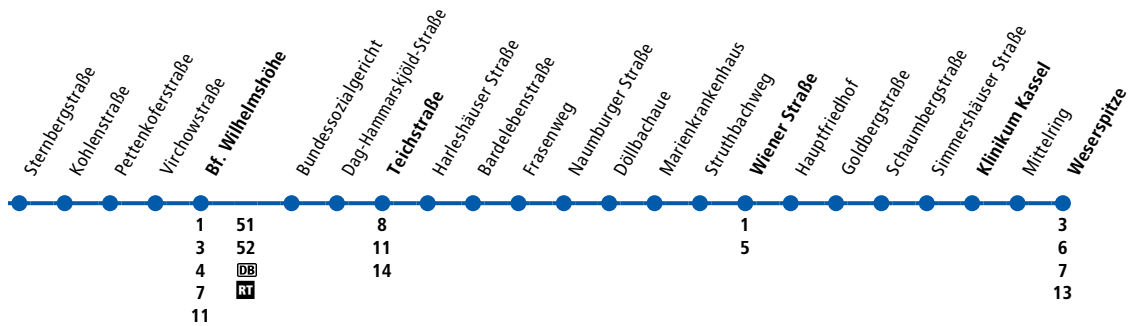 Sternbergstraße
Kohlenstraße
Pettenkoferstraße
Virchowstraße
Bf. Wilhelmshöhe
Bundessozialgericht
Dag-Hammarskjöld-Straße
Teichstraße
Harleshäuser Straße
Bardelebenstraße
Frasenweg
Naumburger Straße
Döllbachaue
Marienkrankenhaus
Struthbachweg
Wiener Straße
Hauptfriedhof
Goldbergstraße
Schaumbergstraße
Simmershäuser Straße
Klinikum Kassel
Mittelring
Weserspitze
1 51 8 1 3
3 52 11 5 6
4 DB 14 7
7 RT 13
11